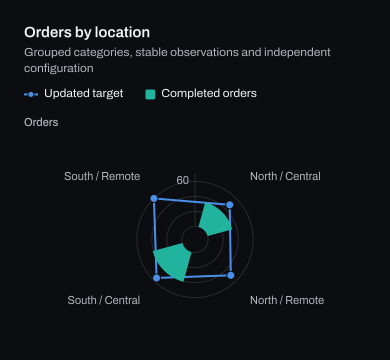 Orders by location
Grouped categories, stable observations and independent
configuration
Updated target
Completed orders
Orders
South / Remote
60
North / Central
South / Central
North / Remote